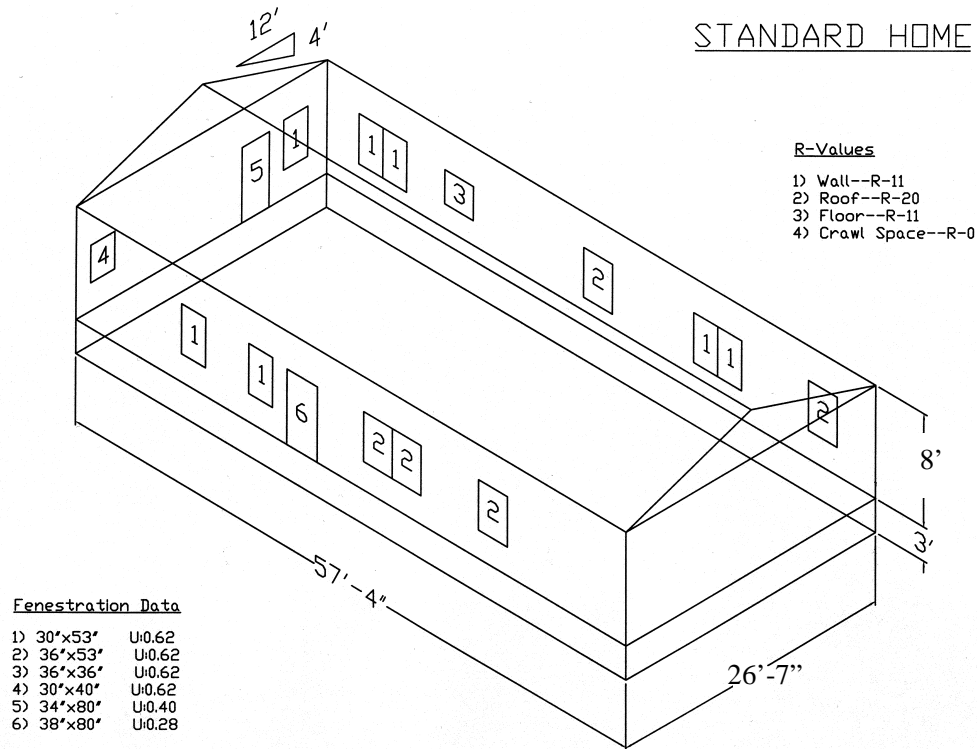 STANDARD HOME
12'
4'
R-Values
1) Wall--R-11
2) Roof--R-20
3) Floor--R-11
4) Crawl Space--R-0
1
1
1
5
3
4
2
1
1
1
1
2
6
2
2
2
8'
3'
57'-4"
26'-7"
Fenestration Data
1) 30"x53" U:0.62
2) 36"x53" U:0.62
3) 36"x36" U:0.62
4) 30"x40" U:0.62
5) 34"x80" U:0.40
6) 38"x80" U:0.28